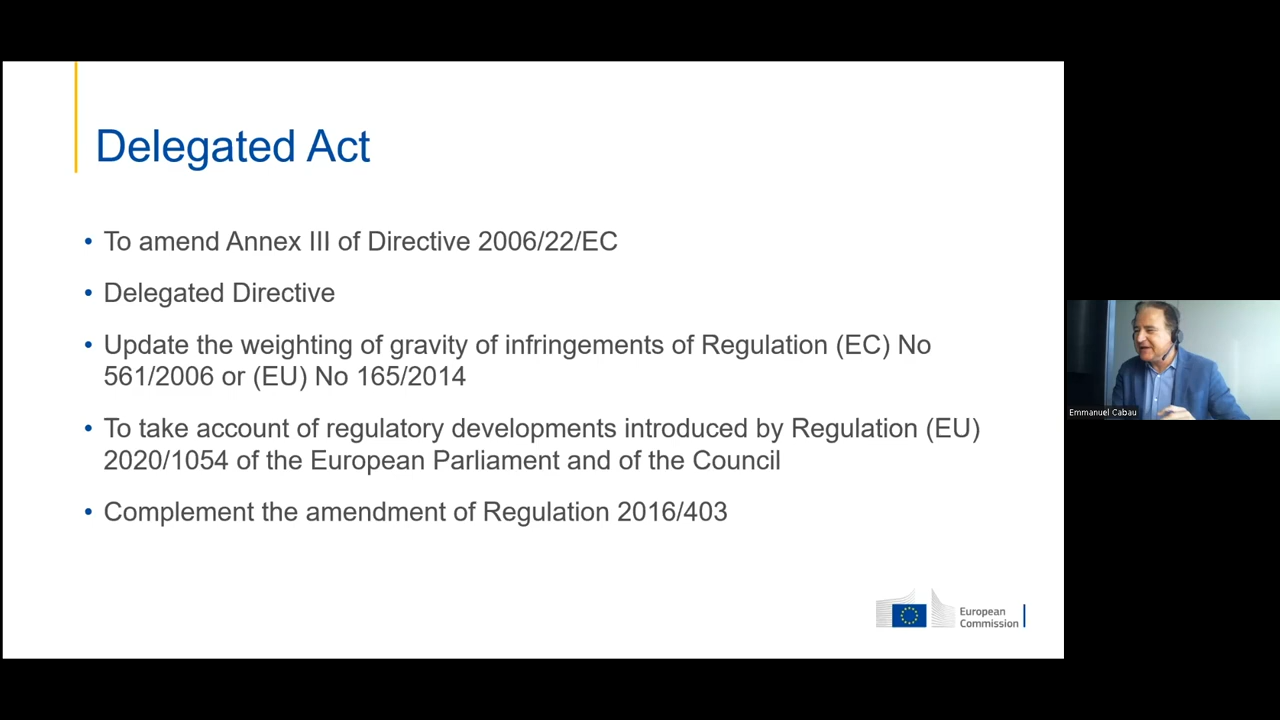 Delegated Act
• To amend Annex III of Directive 2006/22/EC
• Delegated Directive
• Update the weighting of gravity of infringements of Regulation (EC) No
561/2006 or (EU) No 165/2014
• To take account of regulatory developments introduced by Regulation (EU)
2020/1054 of the European Parliament and of the Council
• Complement the amendment of Regulation 2016/403
European
Commission
Emmanuel Cabau